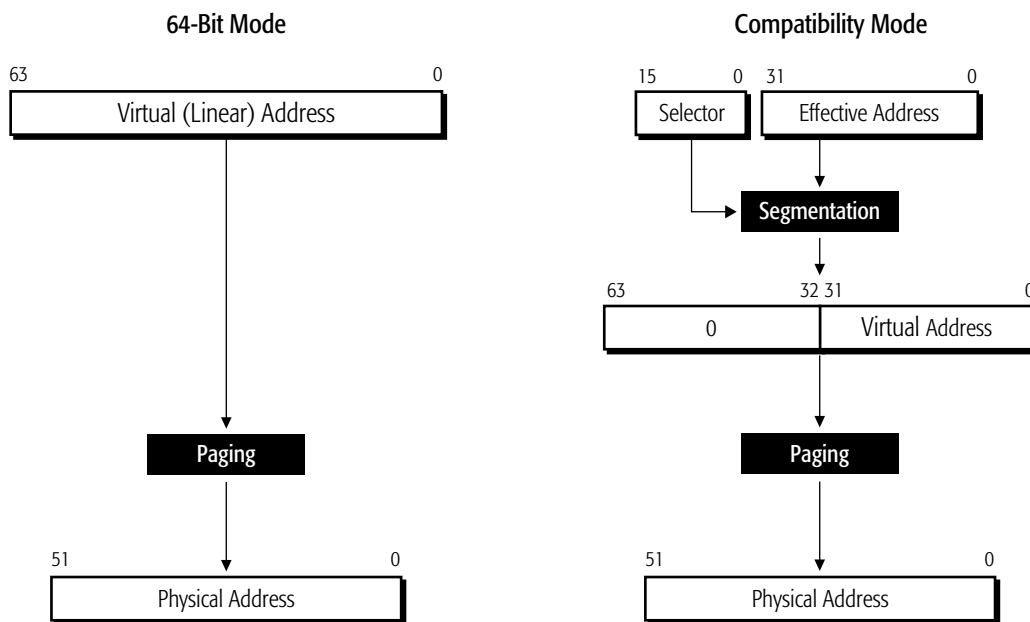 64-Bit Mode
63 0
Virtual (Linear) Address
Paging
51 0
Physical Address
Compatibility Mode
15 0 31 0
Selector Effective Address
Segmentation
63 32 31 0
0 Virtual Address
Paging
51 0
Physical Address